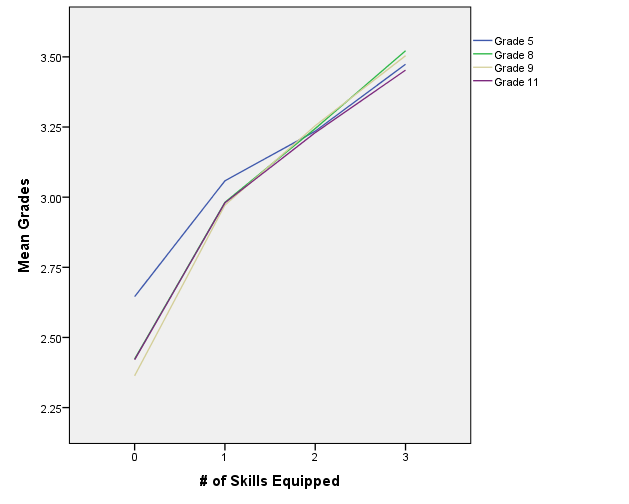 3.50
3.25
3.00
2.75
2.50
2.25
Mean Grades
0 1 2 3
# of Skills Equipped
Grade 5
Grade 8
Grade 9
Grade 11